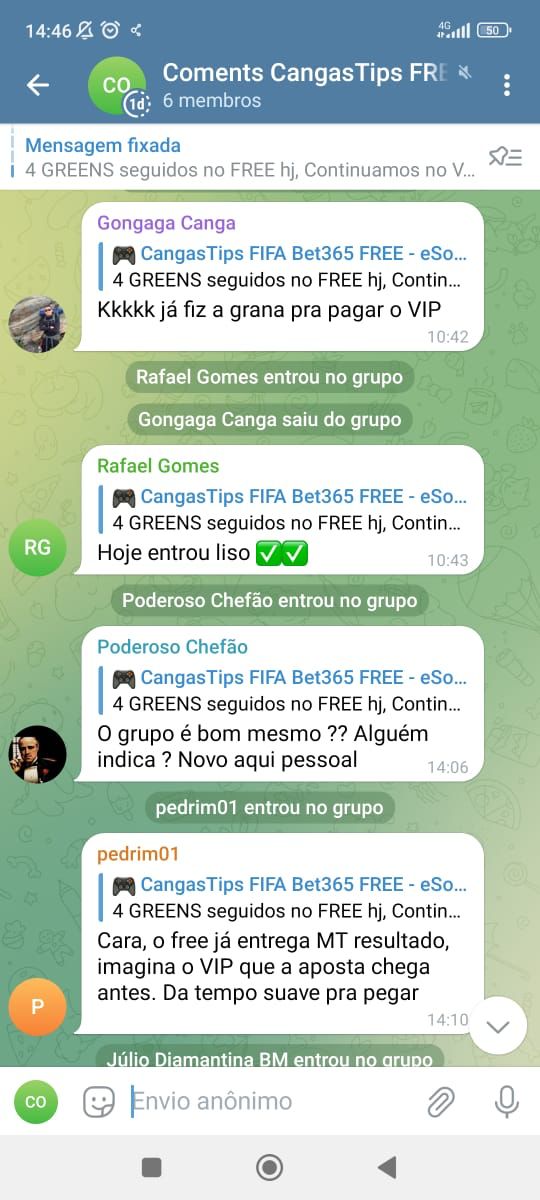 14:46
4G
50
CO
1d
Coments CangasTips FRE
6 membros
Mensagem fixada
4 GREENS seguidos no FREE hj, Continuamos no V...
Gongaga Canga
🎮 CangasTips FIFA Bet365 FREE - eSo...
4 GREENS seguidos no FREE hj, Contin...
Kkkkk já fiz a grana pra pagar o VIP
10:42
Rafael Gomes entrou no grupo
Gongaga Canga saiu do grupo
Rafael Gomes
🎮 CangasTips FIFA Bet365 FREE - eSo...
4 GREENS seguidos no FREE hj, Contin...
RG
Hoje entrou liso ✅✅
10:43
Poderoso Chefão entrou no grupo
Poderoso Chefão
🎮 CangasTips FIFA Bet365 FREE - eSo...
4 GREENS seguidos no FREE hj, Contin...
O grupo é bom mesmo ?? Alguém
indica ? Novo aqui pessoal
14:06
pedrim01 entrou no grupo
pedrim01
🎮 CangasTips FIFA Bet365 FREE - eSo...
4 GREENS seguidos no FREE hj, Contin...
Cara, o free já entrega MT resultado,
imagina o VIP que a aposta chega
antes. Da tempo suave pra pegar
P
14:10
Júlio Diamantina BM entrou no grupo
CO
Envio anônimo